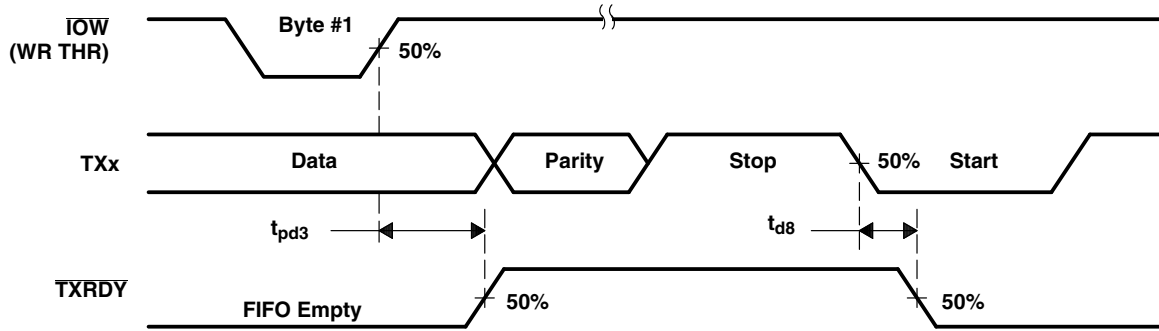 IOW
(WR THR)
Byte #1
50%
TXx
Data
Parity
Stop
50%
Start
tpd3
td8
TXRDY
FIFO Empty
50%
50%